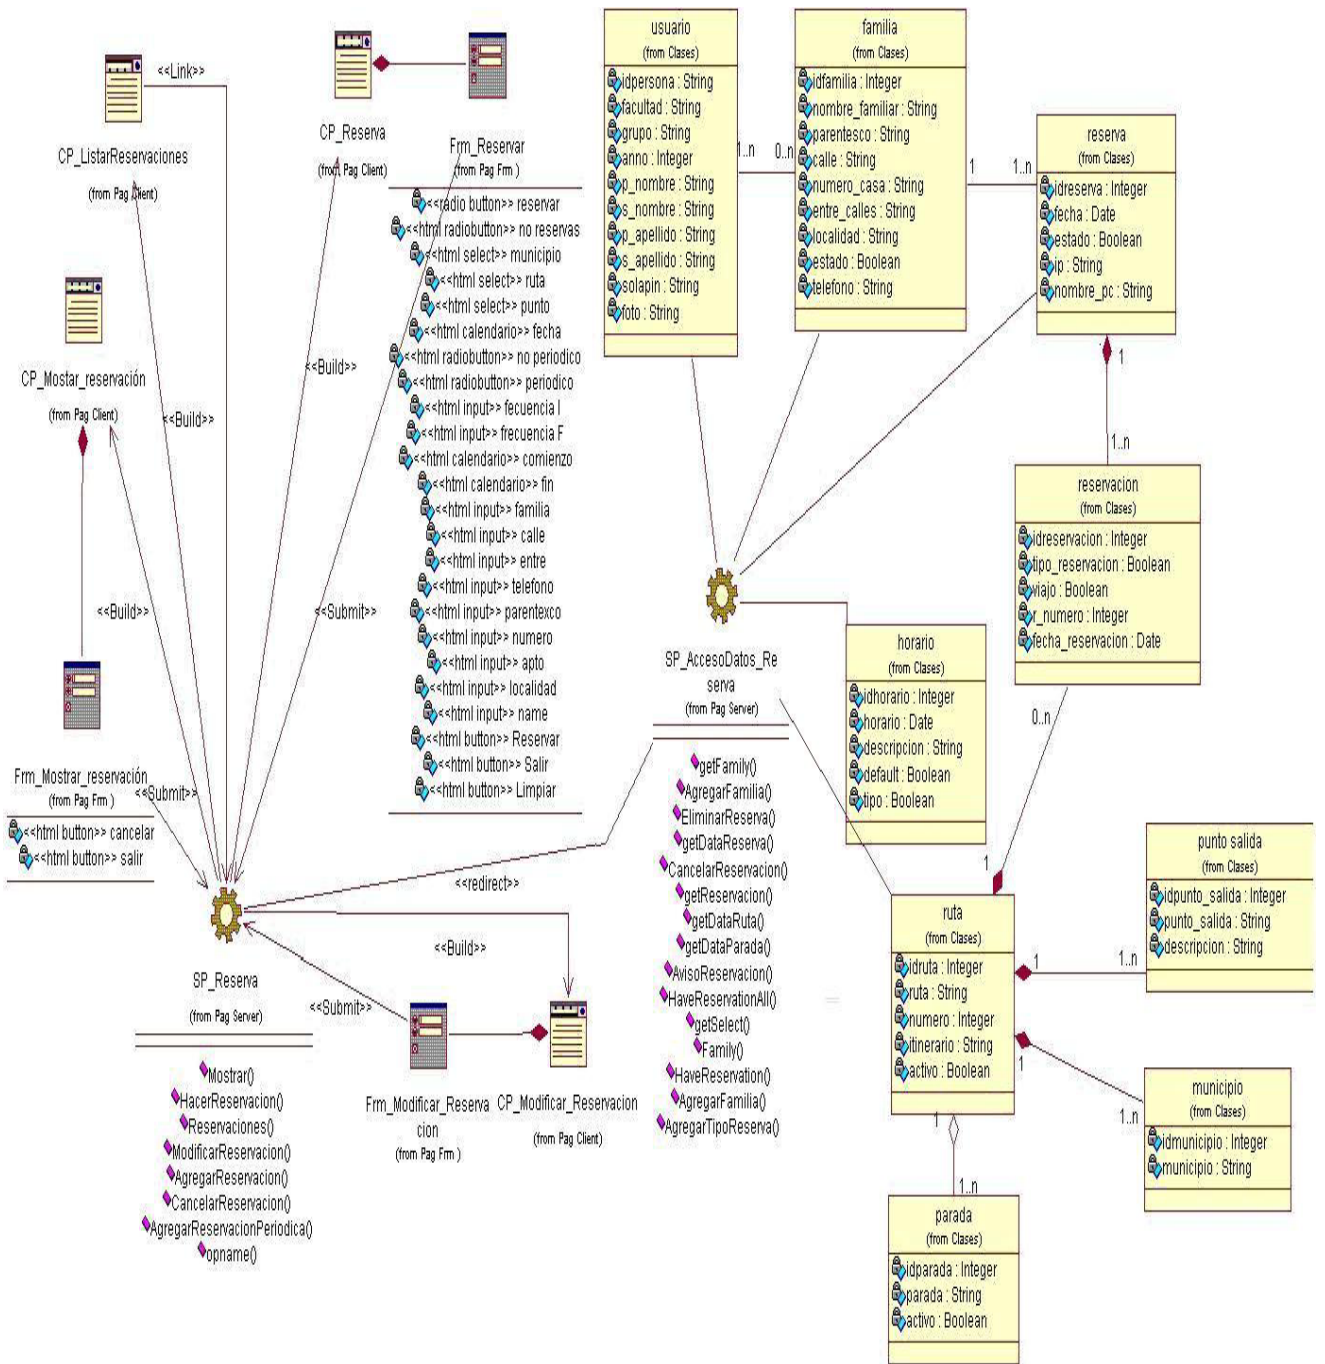 <<Link>>
CP_ListarReservaciones
(from Pag Client)
CP_Mostar_reservación
(from Pag Client)
<<Build>>
<<Build>>
Frm_Mostrar_reservación
(from Pag Frm )
<<html button>> cancelar
<<html button>> salir
<<Submit>>
CP_Reserva
(from Pag Client)
<<Build>>
Frm_Reservar
(from Pag Frm )
<<radio button>> reservar
<<html radiobutton>> no reservas
<<html select>> municipio
<<html select>> ruta
<<html select>> punto
<<html calendario>> fecha
<<html radiobutton>> no periodico
<<html radiobutton>> periodico
<<html input>> fecuencia I
<<html input>> frecuencia F
<<html calendario>> comienzo
<<html calendario>> fin
<<html input>> familia
<<html input>> calle
<<html input>> entre
<<html input>> telefono
<<html input>> parentexco
<<html input>> numero
<<html input>> apto
<<html input>> localidad
<<html input>> name
<<html button>> Reservar
<<html button>> Salir
<<html button>> Limpiar
<<Submit>>
SP_Reserva
(from Pag Server)
Mostrar()
HacerReservacion()
Reservaciones()
ModificarReservacion()
AgregarReservacion()
CancelarReservacion()
AgregarReservacionPeriodica()
opname()
<<redirect>>
<<Build>>
<<Submit>>
Frm_Modificar_Reserva
cion
(from Pag Frm )
CP_Modificar_Reservacion
(from Pag Client)
SP_AccesoDatos_Re
serva
(from Pag Server)
getFamily()
AgregarFamilia()
EliminarReserva()
getDataReserva()
CancelarReservacion()
getReservacion()
getDataRuta()
getDataParada()
AvisoReservacion()
HaveReservationAll()
getSelect()
Family()
HaveReservation()
AgregarFamilia()
AgregarTipoReserva()
usuario
(from Clases)
idpersona : String
facultad : String
grupo : String
anno : Integer
p_nombre : String
s_nombre : String
p_apellido : String
s_apellido : String
solapin : String
foto : String
1..n
0..n
familia
(from Clases)
idfamilia : Integer
nombre_familiar : String
parentesco : String
calle : String
numero_casa : String
entre_calles : String
localidad : String
estado : Boolean
telefono : String
1
1..n
reserva
(from Clases)
idreserva : Integer
fecha : Date
estado : Boolean
ip : String
nombre_pc : String
1
1..n
reservacion
(from Clases)
idreservacion : Integer
tipo_reservacion : Boolean
viajo : Boolean
r_numero : Integer
fecha_reservacion : Date
0..n
1
horario
(from Clases)
idhorario : Integer
horario : Date
descripcion : String
default : Boolean
tipo : Boolean
ruta
(from Clases)
idruta : Integer
ruta : String
numero : Integer
itinerario : String
activo : Boolean
1
1..n
punto salida
(from Clases)
idpunto_salida : Integer
punto_salida : String
descripcion : String
1
1..n
municipio
(from Clases)
idmunicipio : Integer
municipio : String
1
1..n
parada
(from Clases)
idparada : Integer
parada : String
activo : Boolean